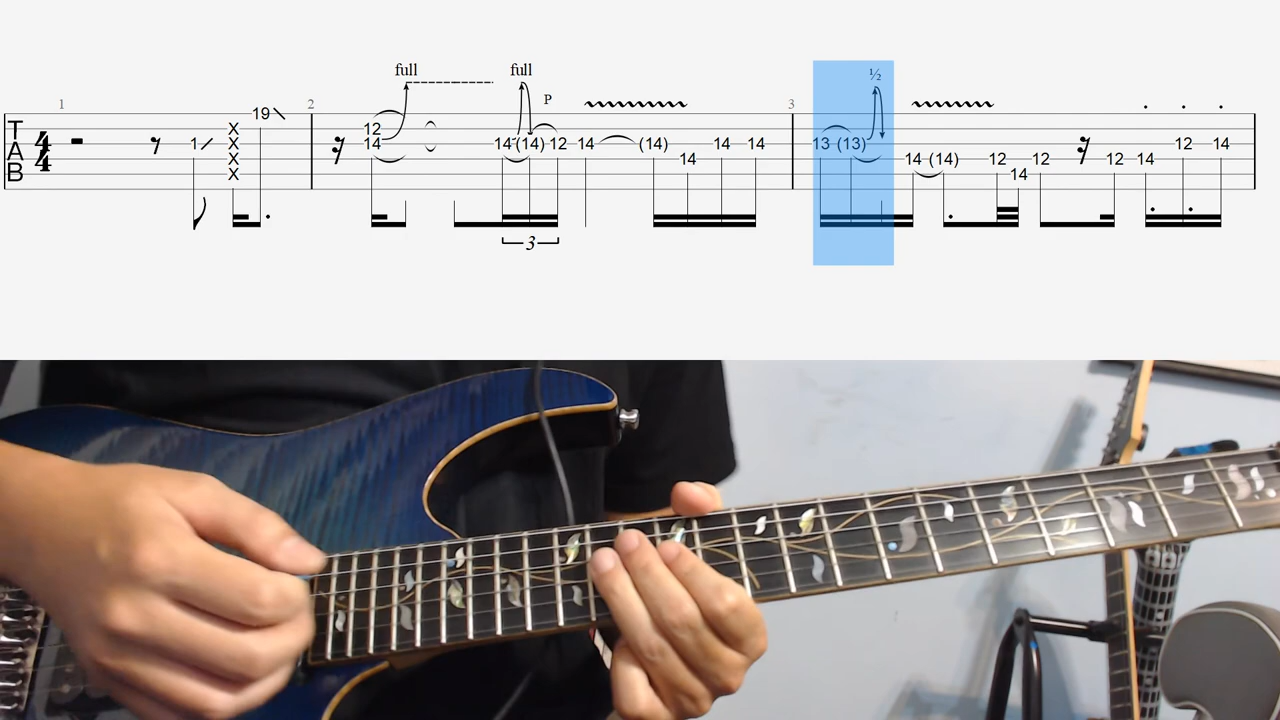 full full ½
1 2 P 3
19
T X 12
A 4 1 X 14 14 (14) 12 14 (14) 14 14 13 (13) 12 14
B 4 X 14 14 (14) 12 12 12 14
X 14
3